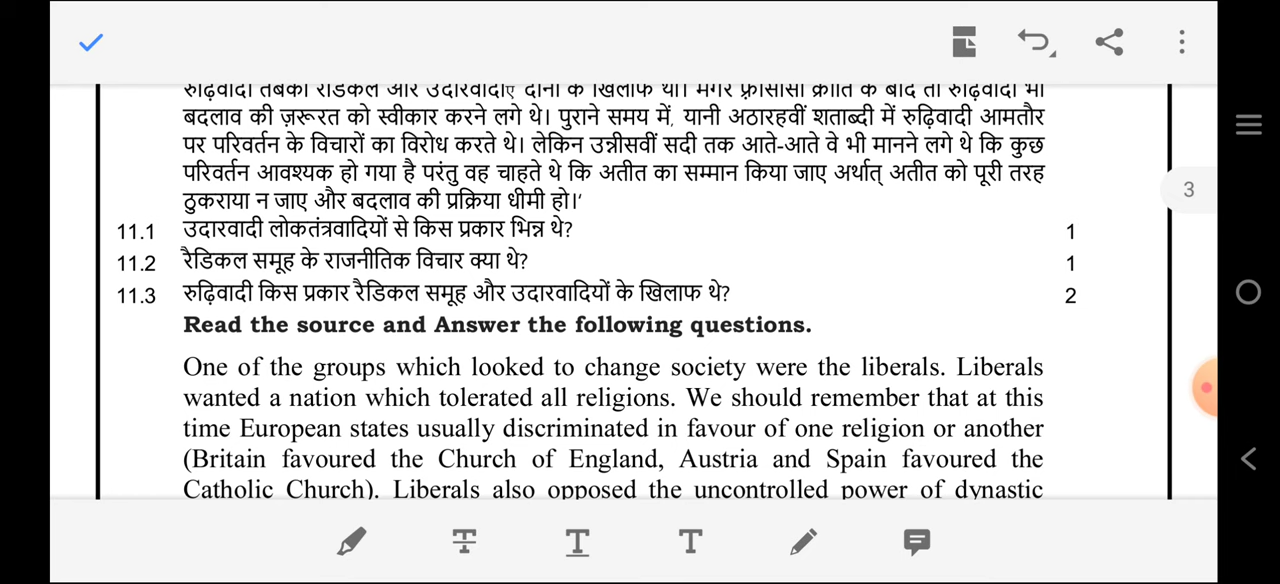 रुढ़िवादी तबका रैडिकल और उदारवादीए दोनों के खिलाफ था। मगर फ़्रांसीसी क्रांति के बाद तो रुढ़िवादी भी
बदलाव की ज़रूरत को स्वीकार करने लगे थे। पुराने समय में, यानी अठारहवीं शताब्दी में रुढ़िवादी आमतौर
पर परिवर्तन के विचारों का विरोध करते थे। लेकिन उन्नीसवीं सदी तक आते-आते वे भी मानने लगे थे कि कुछ
परिवर्तन आवश्यक हो गया है परंतु वह चाहते थे कि अतीत का सम्मान किया जाए अर्थात् अतीत को पूरी तरह
ठुकराया न जाए और बदलाव की प्रक्रिया धीमी हो।'
11.1 उदारवादी लोकतंत्रवादियों से किस प्रकार भिन्न थे? 1
11.2 रैडिकल समूह के राजनीतिक विचार क्या थे? 1
3
11.3 रुढ़िवादी किस प्रकार रैडिकल समूह और उदारवादियों के खिलाफ थे? 2
Read the source and Answer the following questions.
One of the groups which looked to change society were the liberals. Liberals
wanted a nation which tolerated all religions. We should remember that at this
time European states usually discriminated in favour of one religion or another
(Britain favoured the Church of England, Austria and Spain favoured the
Catholic Church). Liberals also opposed the uncontrolled power of dynastic